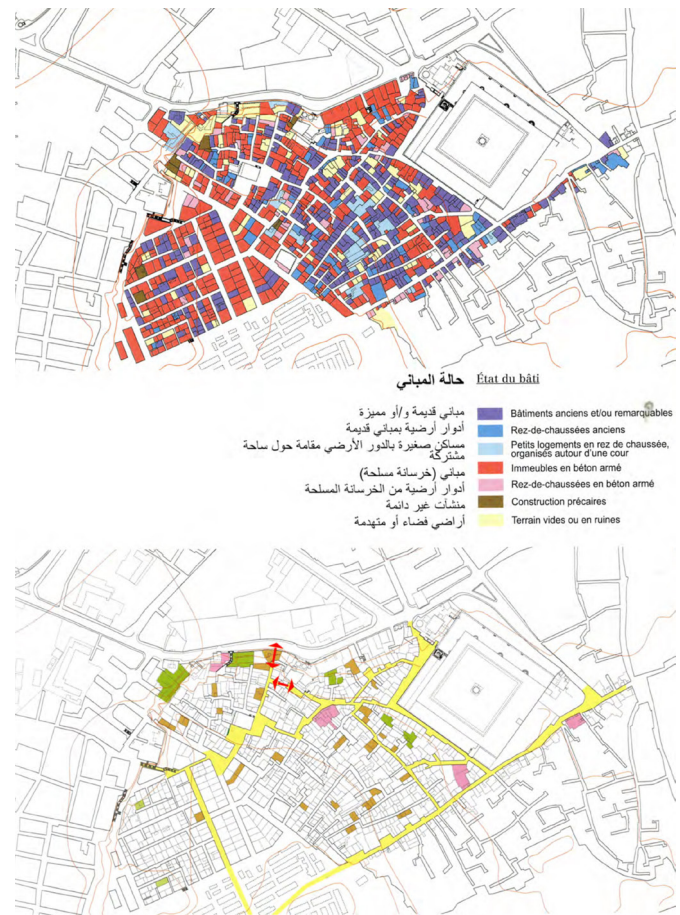 حالة المباني État du bâti
مباني قديمة و/أو مميزة Bâtiments anciens et/ou remarquables
أدوار أرضية بمباني قديمة Rez-de-chaussées anciens
مساكن صغيرة بالدور الأرضي مقامة حول ساحة مشتركة Petits logements en rez de chaussée, organisés autour d'une cour
مباني (خرسانة مسلحة) Immeubles en béton armé
أدوار أرضية من الخرسانة المسلحة Rez-de-chaussées en béton armé
منشآت غير دائمة Construction précaires
أراضي فضاء أو متهدمة Terrain vides ou en ruines